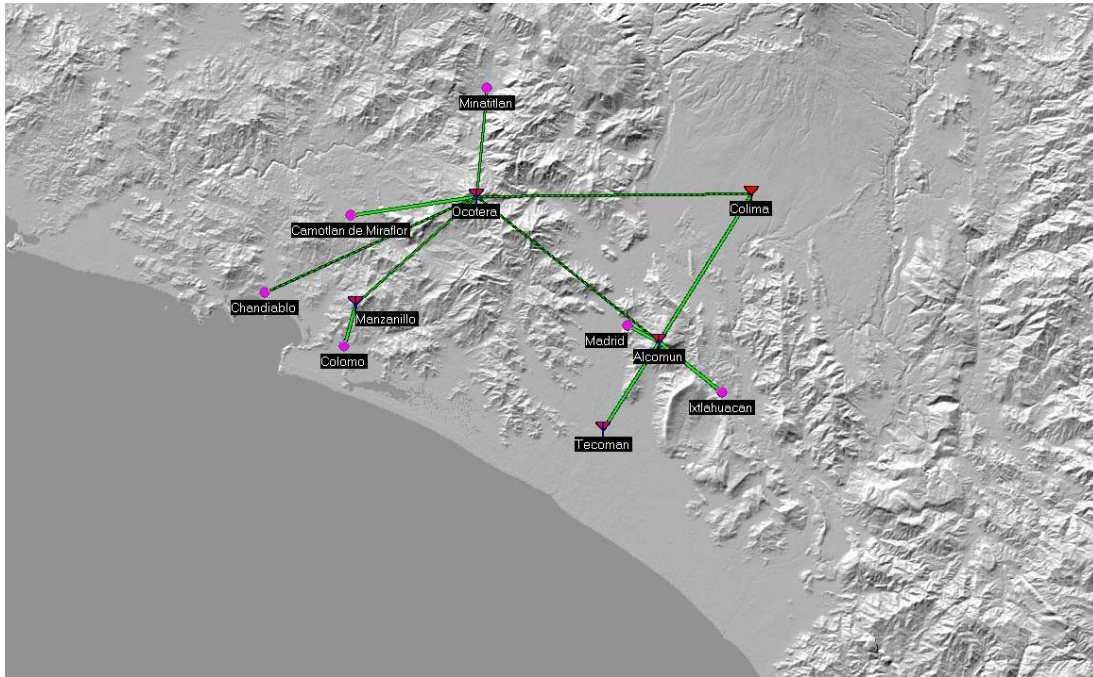 Minatitlan
Ocotera
Colima
Camotlan de Miraflor
Chandiablo
Manzanillo
Madrid
Alcomun
Colomo
Ixtlahuacan
Tecoman